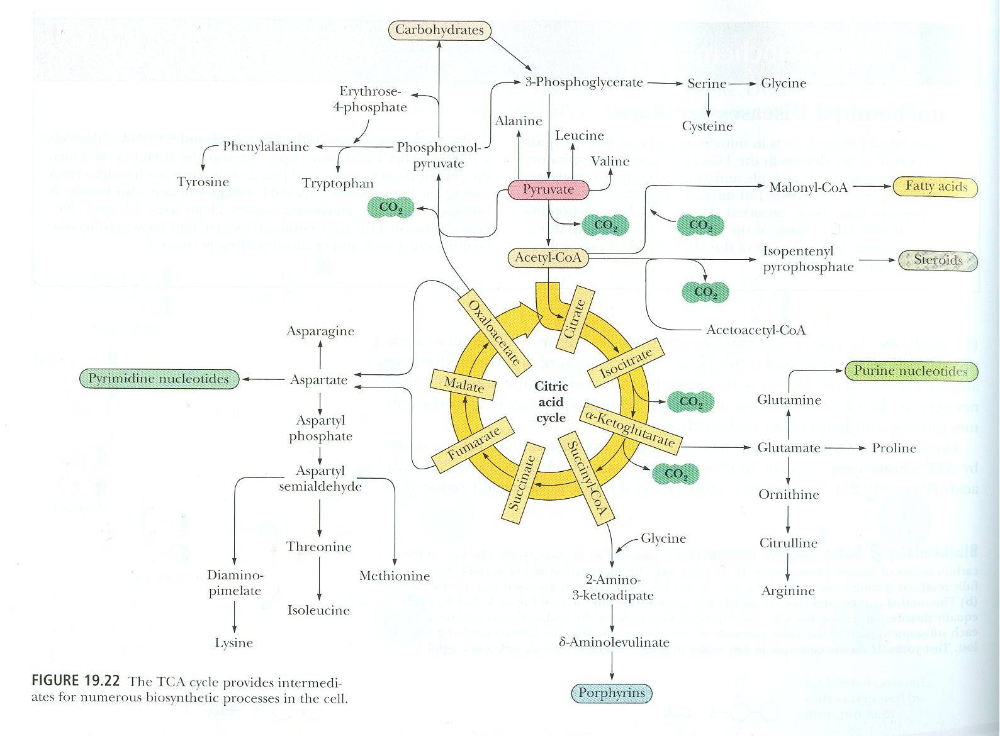 Carbohydrates
3-Phosphoglycerate
Serine
Glycine
Cysteine
Erythrose-
4-phosphate
Alanine
Leucine
Valine
Phenylalanine
Phosphoenol-
pyruvate
Tyrosine
Tryptophan
Pyruvate
Malonyl-CoA
Fatty acids
CO2
CO2
CO2
Acetyl-CoA
Isopentenyl
pyrophosphate
Steroids
CO2
Acetoacetyl-CoA
Oxaloacetate
Citrate
Isocitrate
CO2
α-Ketoglutarate
CO2
Succinyl-CoA
Succinate
Fumarate
Malate
Citric
acid
cycle
Asparagine
Pyrimidine nucleotides
Aspartate
Aspartyl
phosphate
Aspartyl
semialdehyde
Threonine
Isoleucine
Methionine
Diamino-
pimelate
Lysine
Purine nucleotides
Glutamine
Glutamate
Proline
Ornithine
Citrulline
Arginine
Glycine
2-Amino-
3-ketoadipate
δ-Aminolevulinate
Porphyrins
FIGURE 19.22 The TCA cycle provides intermedi-
ates for numerous biosynthetic processes in the cell.